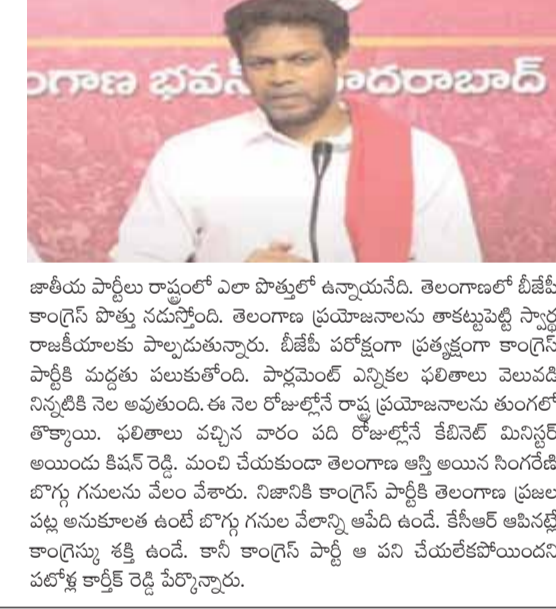 తెలంగాణ భవన్ హైదరాబాద్
జాతీయ పార్టీలు రాష్ట్రంలో ఎలా పొత్తులో ఉన్నాయనేది. తెలంగాణలో బీజేపీ
కాంగ్రెస్ పొత్తు నడుస్తోంది. తెలంగాణ ప్రయోజనాలను తాకట్టుపెట్టి స్వార్థ
రాజకీయాలకు పాల్పడుతున్నారు. బీజేపీ పరోక్షంగా ప్రత్యక్షంగా కాంగ్రెస్
పార్టీకి మద్దతు పలుకుతోంది. పార్లమెంట్ ఎన్నికల ఫలితాలు వెలువడి
నిన్నటికి నెల అవుతుంది. ఈ నెల రోజుల్లోనే రాష్ట్ర ప్రయోజనాలను తుంగలో
తొక్కాయి. ఫలితాలు వచ్చిన వారం పది రోజుల్లోనే కేబినెట్ మినిస్టర్
అయిండు కిషన్ రెడ్డి. మంచి చేయకుండా తెలంగాణ ఆస్తి అయిన సింగరేణి
బొగ్గు గనులను వేలం వేశారు. నిజానికి కాంగ్రెస్ పార్టీకి తెలంగాణ ప్రజల
పట్ల అనుకూలత ఉంటే బొగ్గు గనుల వేలాన్ని ఆపేది ఉండే. కేసీఆర్ ఆపినట్లే
కాంగ్రెస్కు శక్తి ఉండే. కానీ కాంగ్రెస్ పార్టీ ఆ పని చేయలేకపోయిందని
పటోళ్ల కార్తీక్ రెడ్డి పేర్కొన్నారు.